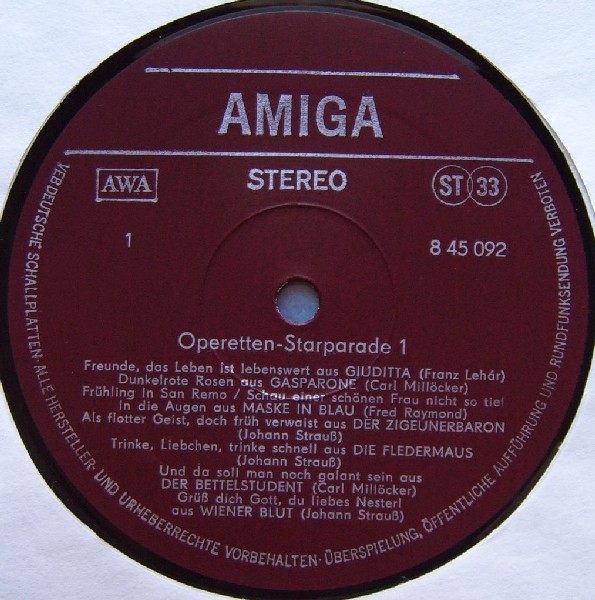 AMIGA
AWA
STEREO
ST 33
1
8 45 092
Operetten-Starparade 1
Freunde, das Leben ist lebenswert aus GIUDITTA (Franz Lehár)
Dunkelrote Rosen aus GASPARONE (Carl Millöcker)
Frühling in San Remo / Schau einer schönen Frau nicht so tief
in die Augen aus MASKE IN BLAU (Fred Raymond)
Als flotter Geist, doch früh verwaist aus DER ZIGEUNERBARON
(Johann Strauß)
Trinke, Liebchen, trinke schnell aus DIE FLEDERMAUS
(Johann Strauß)
Und da soll man noch galant sein aus
DER BETTELSTUDENT (Carl Millöcker)
Grüß dich Gott, du liebes Nesterl
aus WIENER BLUT (Johann Strauß)
VEB DEUTSCHE SCHALLPLATTEN · ALLE HERSTELLER- UND URHEBERRECHTE VORBEHALTEN · ÜBERSPIELUNG, ÖFFENTLICHE AUFFÜHRUNG UND RUNDFUNKSENDUNG VERBOTEN